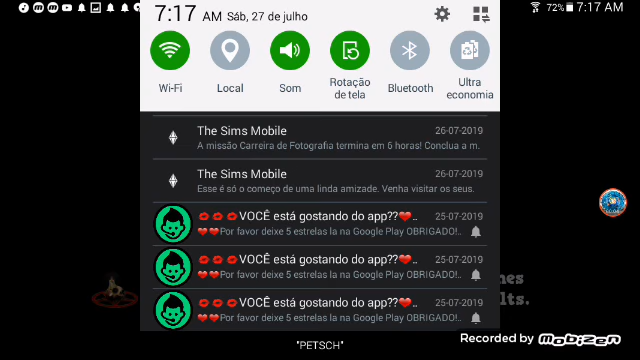 72% 7:17 AM
7:17 AM Sáb, 27 de julho
Wi-Fi Local Som Rotação de tela Bluetooth Ultra economia
The Sims Mobile 26-07-2019
A missão Carreira de Fotografia termina em 6 horas! Conclua a m.
The Sims Mobile 26-07-2019
Esse é só o começo de uma linda amizade. Venha visitar os seus.
💋💋💋VOCÊ está gostando do app??❤️.. 25-07-2019
❤️❤️Por favor deixe 5 estrelas la na Google Play OBRIGADO!..
💋💋💋VOCÊ está gostando do app??❤️.. 25-07-2019
❤️❤️Por favor deixe 5 estrelas la na Google Play OBRIGADO!..
💋💋💋VOCÊ está gostando do app??❤️.. 25-07-2019
❤️❤️Por favor deixe 5 estrelas la na Google Play OBRIGADO!..
"PETSCH"
Recorded by Mobizen